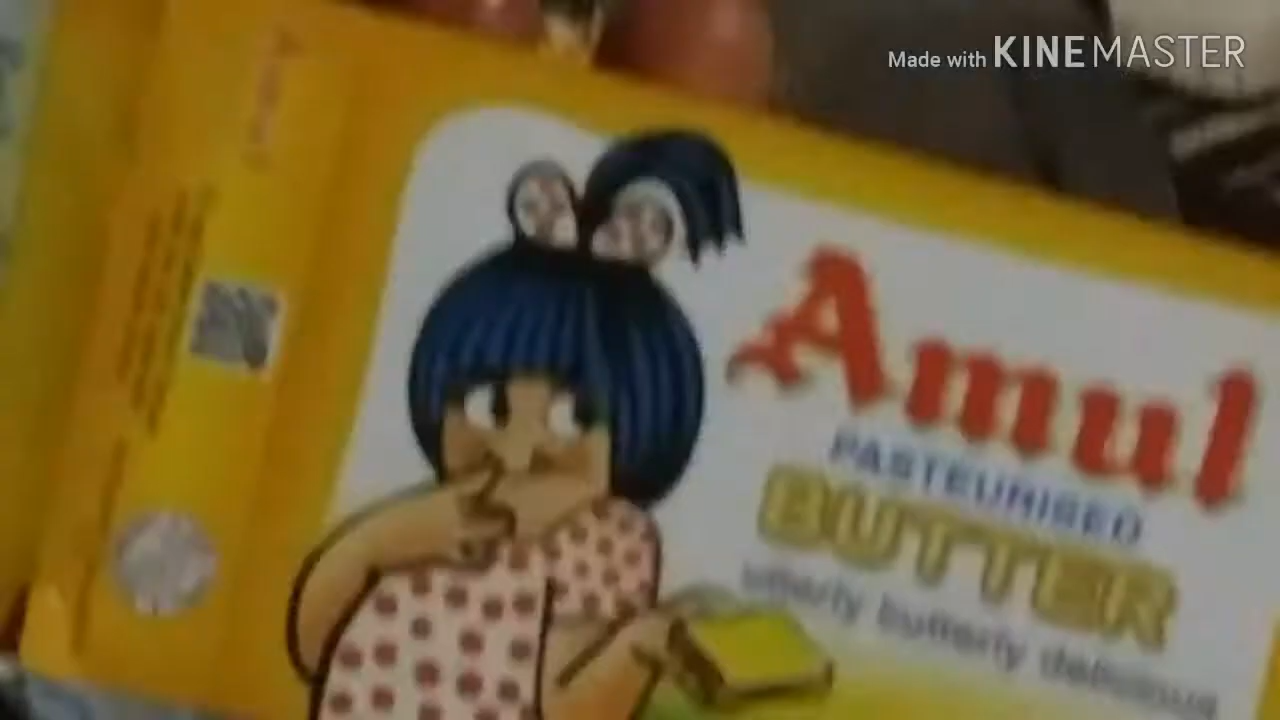 Made with KINEMASTER
Amul
PASTEURISED
BUTTER
utterly butterly delicious